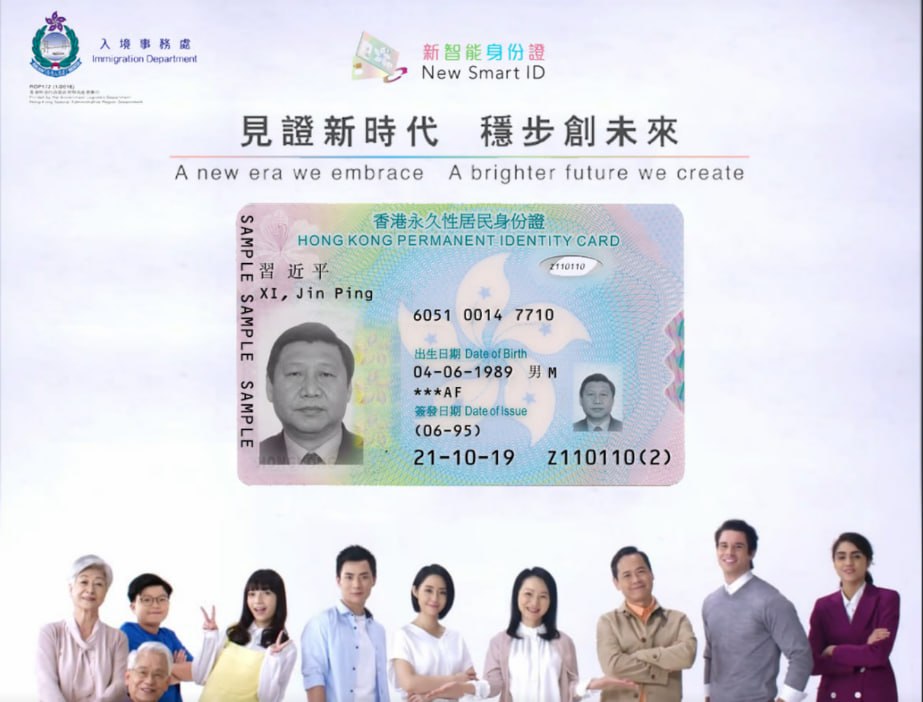 入境事務處
Immigration Department
新智能身份證
New Smart ID
見證新時代 穩步創未來
A new era we embrace A brighter future we create
SAMPLE SAMPLE SAMPLE SAMPLE
香港永久性居民身份證
HONG KONG PERMANENT IDENTITY CARD
Z110110
習近平
XI, Jin Ping
6051 0014 7710
出生日期 Date of Birth
04-06-1989 男 M
***AF
簽發日期 Date of Issue
(06-95)
21-10-19 Z110110(2)